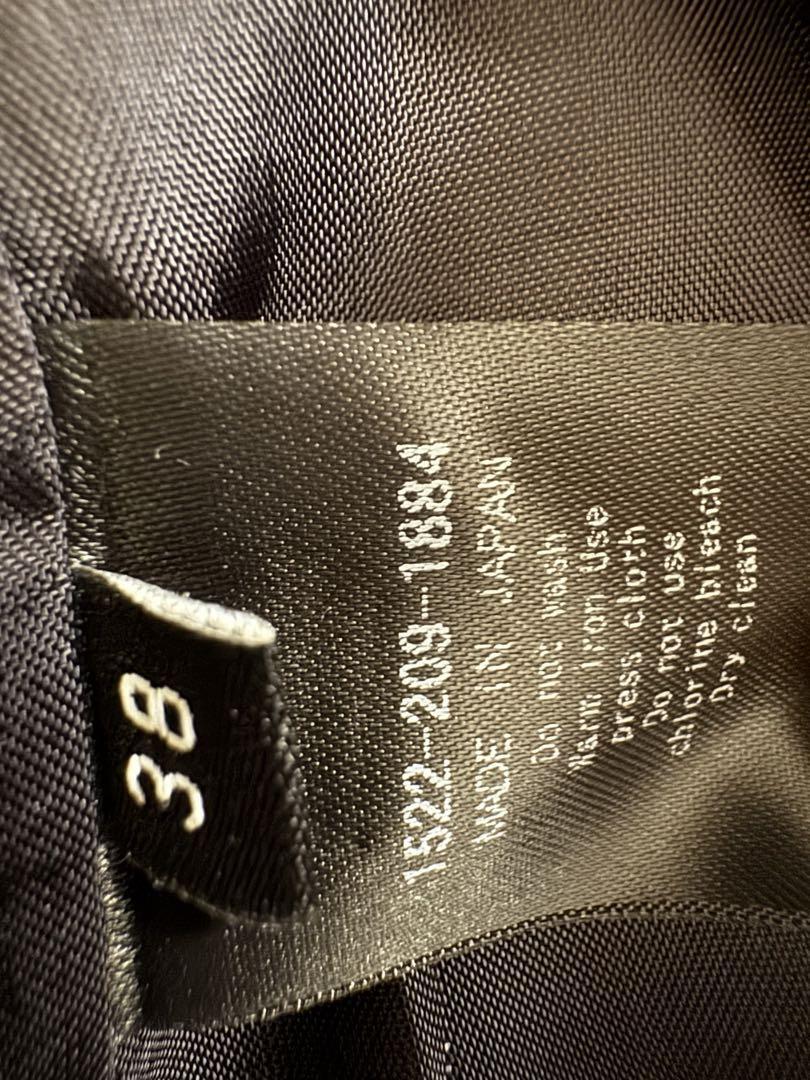 38
1522-209-1884
MADE IN JAPAN
Do not wash
Warm iron Use
press cloth
Do not use
chlorine bleach
Dry clean